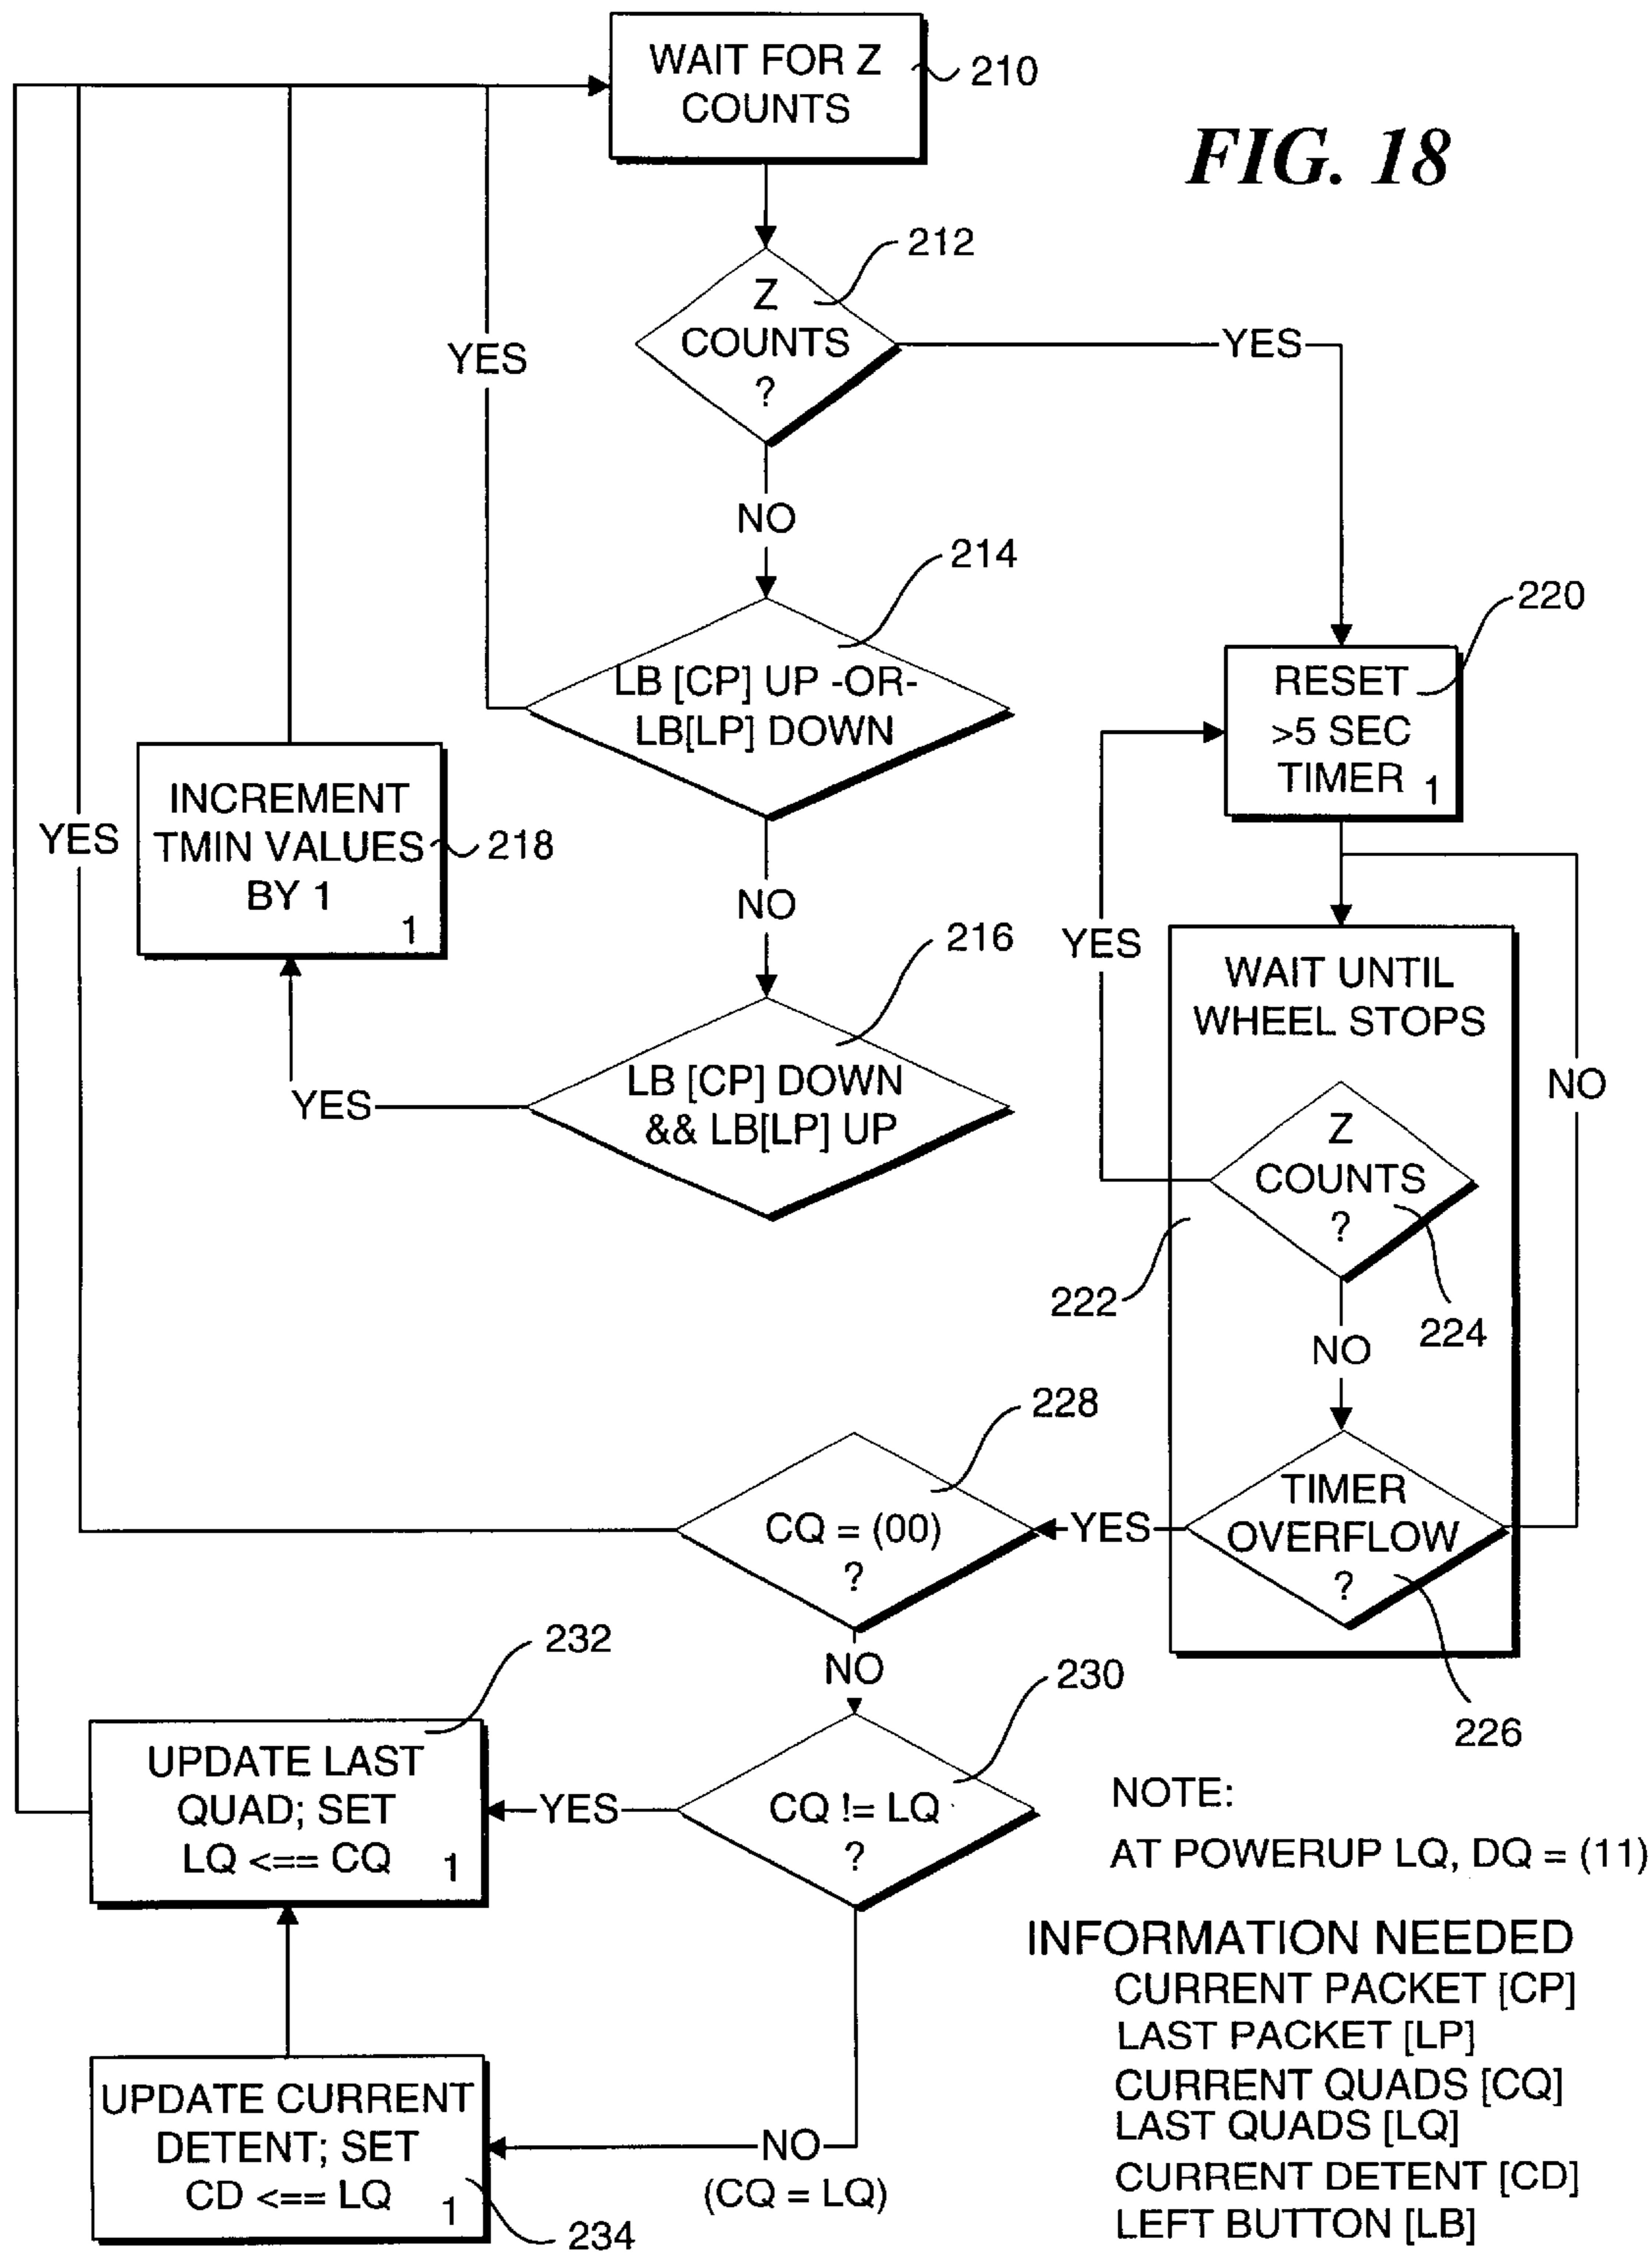 WAIT FOR Z
COUNTS
210
FIG. 18
212
Z
COUNTS
?
YES
YES
NO
214
LB [CP] UP -OR-
LB[LP] DOWN
220
RESET
>5 SEC
TIMER 1
INCREMENT
TMIN VALUES
BY 1
1
218
YES
NO
YES
216
LB [CP] DOWN
&& LB[LP] UP
YES
WAIT UNTIL
WHEEL STOPS
NO
Z
COUNTS
?
222
224
NO
228
CQ = (00)
?
YES
TIMER
OVERFLOW
?
226
NO
230
232
UPDATE LAST
QUAD; SET
LQ <== CQ 1
YES
CQ != LQ
?
NOTE:
AT POWERUP LQ, DQ = (11)
UPDATE CURRENT
DETENT; SET
CD <== LQ 1
234
NO
(CQ = LQ)
INFORMATION NEEDED
CURRENT PACKET [CP]
LAST PACKET [LP]
CURRENT QUADS [CQ]
LAST QUADS [LQ]
CURRENT DETENT [CD]
LEFT BUTTON [LB]